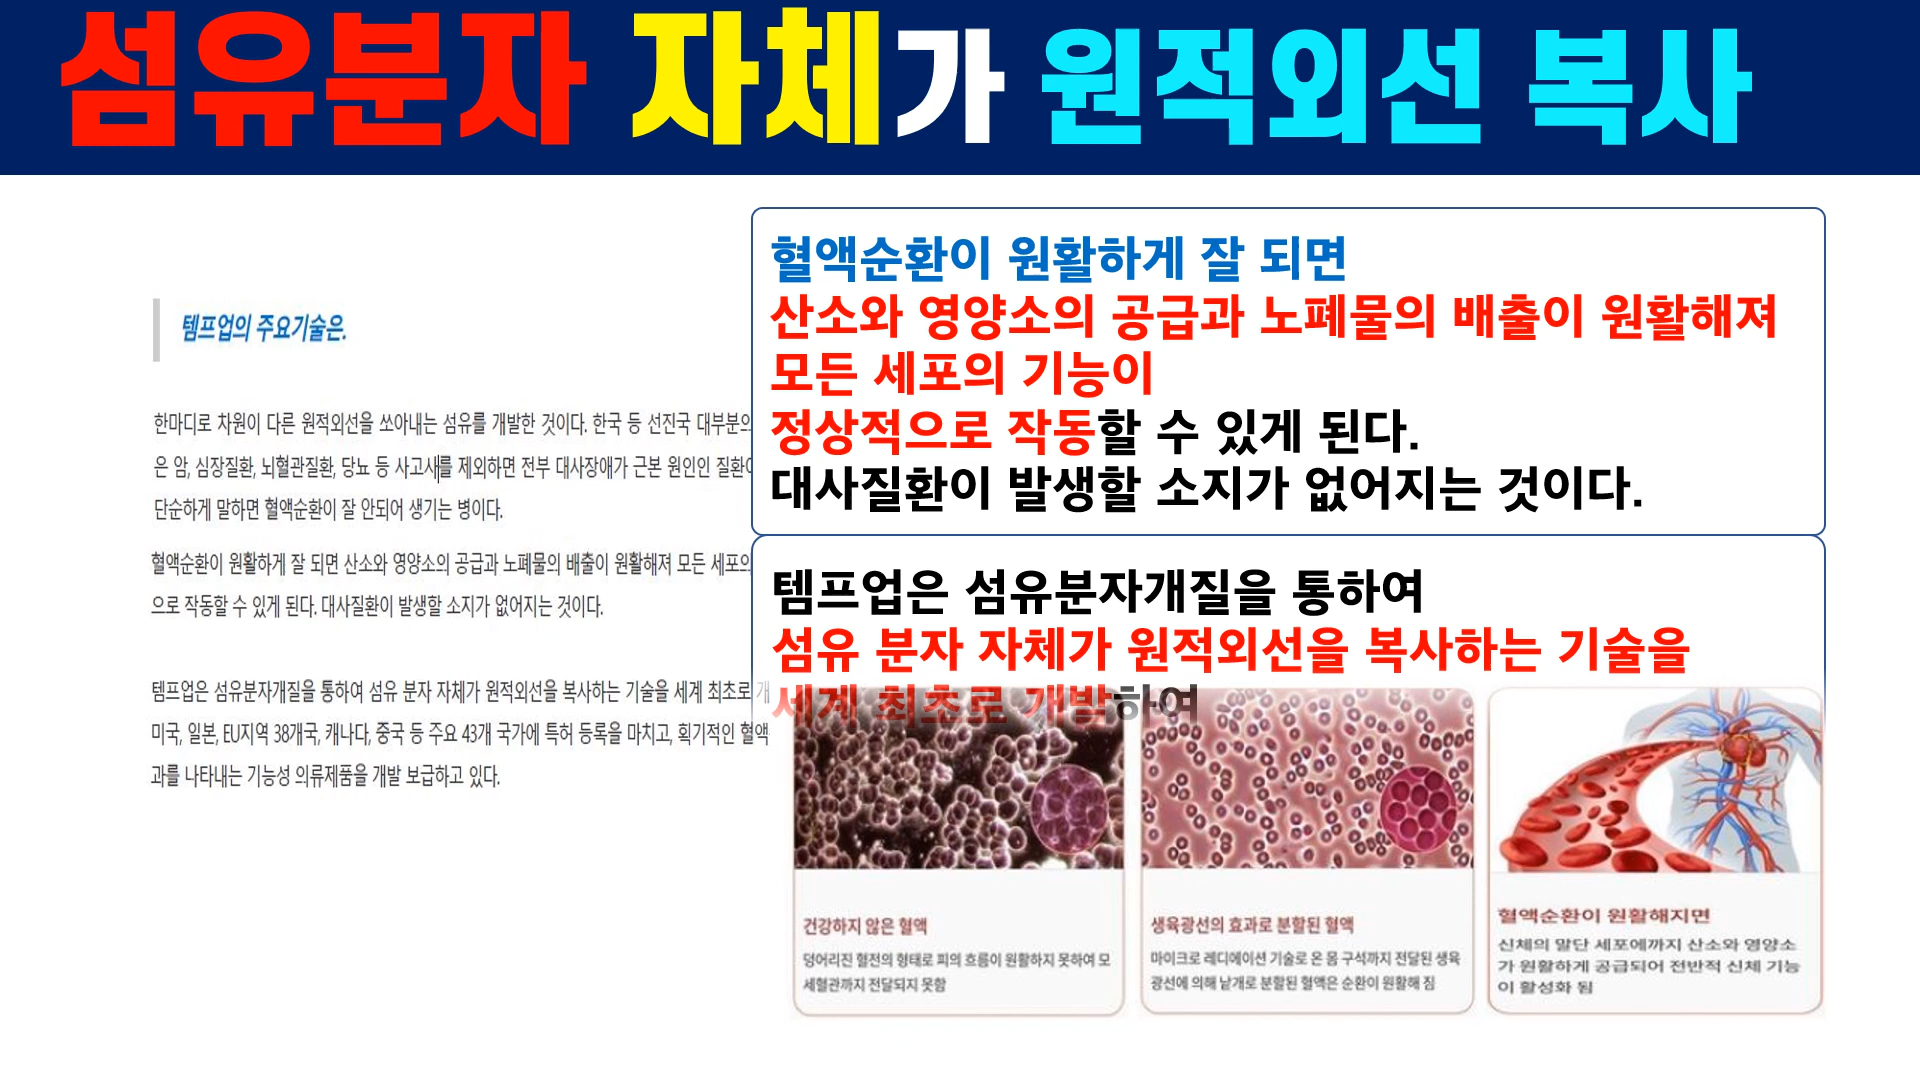 섬유분자 자체가 원적외선 복사
템프업의 주요기술은.
한마디로 차원이 다른 원적외선을 쏘아내는 섬유를 개발한 것이다. 한국 등 선진국 대부분의
은 암, 심장질환, 뇌혈관질환, 당뇨 등 사고사를 제외하면 전부 대사장애가 근본 원인인 질환
단순하게 말하면 혈액순환이 잘 안되어 생기는 병이다.
혈액순환이 원활하게 잘 되면 산소와 영양소의 공급과 노폐물의 배출이 원활해져 모든 세포의
으로 작동할 수 있게 된다. 대사질환이 발생할 소지가 없어지는 것이다.
템프업은 섬유분자개질을 통하여 섬유 분자 자체가 원적외선을 복사하는 기술을 세계 최초로 개
미국, 일본, EU지역 38개국, 캐나다, 중국 등 주요 43개 국가에 특허 등록을 마치고, 획기적인 혈액
과를 나타내는 기능성 의류제품을 개발 보급하고 있다.
혈액순환이 원활하게 잘 되면
산소와 영양소의 공급과 노폐물의 배출이 원활해져
모든 세포의 기능이
정상적으로 작동할 수 있게 된다.
대사질환이 발생할 소지가 없어지는 것이다.
템프업은 섬유분자개질을 통하여
섬유 분자 자체가 원적외선을 복사하는 기술을
세계 최초로 개발하여
건강하지 않은 혈액
덩어리진 혈전의 형태로 피의 흐름이 원활하지 못하여 모
세혈관까지 전달되지 못함
생육광선의 효과로 분할된 혈액
마이크로 레디에이션 기술로 온 몸 구석까지 전달된 생육
광선에 의해 낱개로 분할된 혈액은 순환이 원활해 짐
혈액순환이 원활해지면
신체의 말단 세포에까지 산소와 영양소
가 원활하게 공급되어 전반적 신체 기능
이 활성화 됨